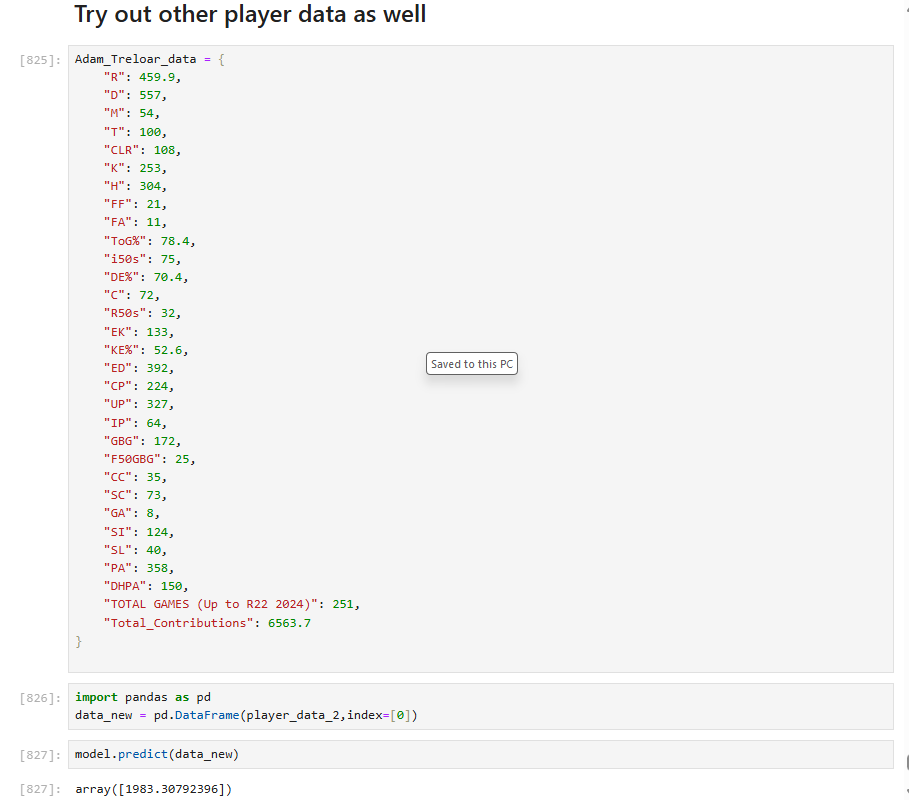 Try out other player data as well
[825]: Adam_Treloar_data = {
"R": 459.9,
"D": 557,
"M": 54,
"T": 100,
"CLR": 108,
"K": 253,
"H": 304,
"FF": 21,
"FA": 11,
"ToG%": 78.4,
"i50s": 75,
"DE%": 70.4,
"C": 72,
"R50s": 32,
"EK": 133,
"KE%": 52.6,
"ED": 392,
"CP": 224,
"UP": 327,
"IP": 64,
"GBG": 172,
"F50GBG": 25,
"CC": 35,
"SC": 73,
"GA": 8,
"SI": 124,
"SL": 40,
"PA": 358,
"DHPA": 150,
"TOTAL GAMES (Up to R22 2024)": 251,
"Total_Contributions": 6563.7
}
Saved to this PC
[826]: import pandas as pd
data_new = pd.DataFrame(player_data_2,index=[0])
[827]: model.predict(data_new)
[827]: array([1983.30792396])